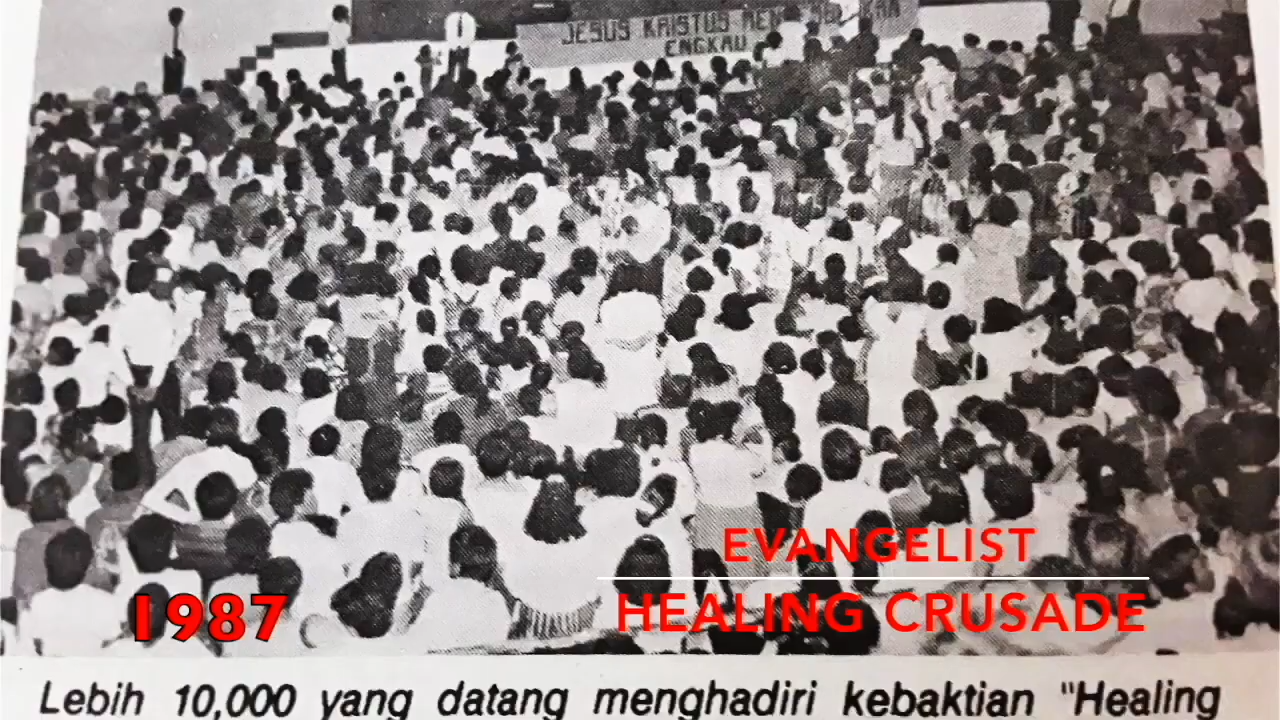 JESUS KRISTUS
ENGKAU
EVANGELIST
HEALING CRUSADE
1987
Lebih 10,000 yang datang menghadiri kebaktian "Healing